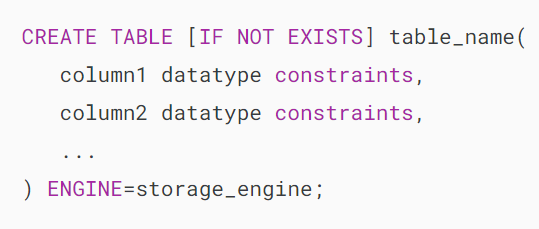 CREATE TABLE [IF NOT EXISTS] table_name(
column1 datatype constraints,
column2 datatype constraints,
...
) ENGINE=storage_engine;